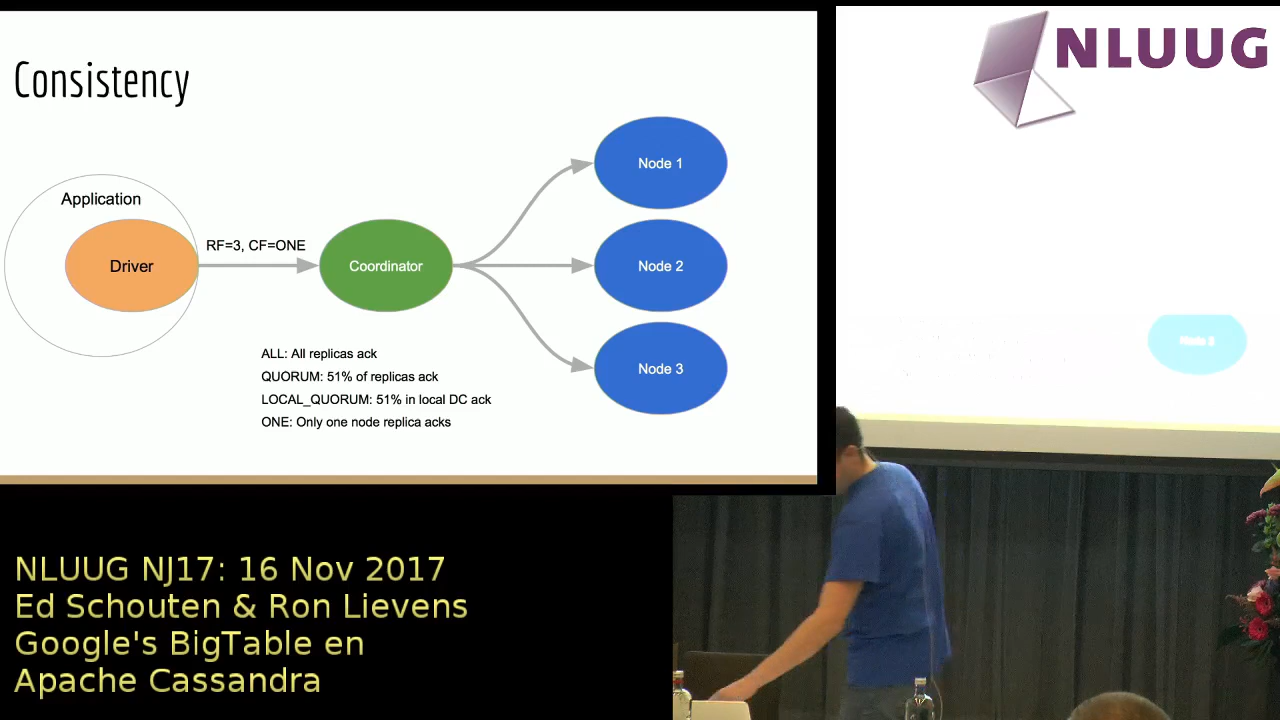 Consistency
Application
Driver
RF=3, CF=ONE
Coordinator
Node 1
Node 2
Node 3
ALL: All replicas ack
QUORUM: 51% of replicas ack
LOCAL_QUORUM: 51% in local DC ack
ONE: Only one node replica acks
NLUUG
NLUUG NJ17: 16 Nov 2017
Ed Schouten & Ron Lievens
Google's BigTable en
Apache Cassandra